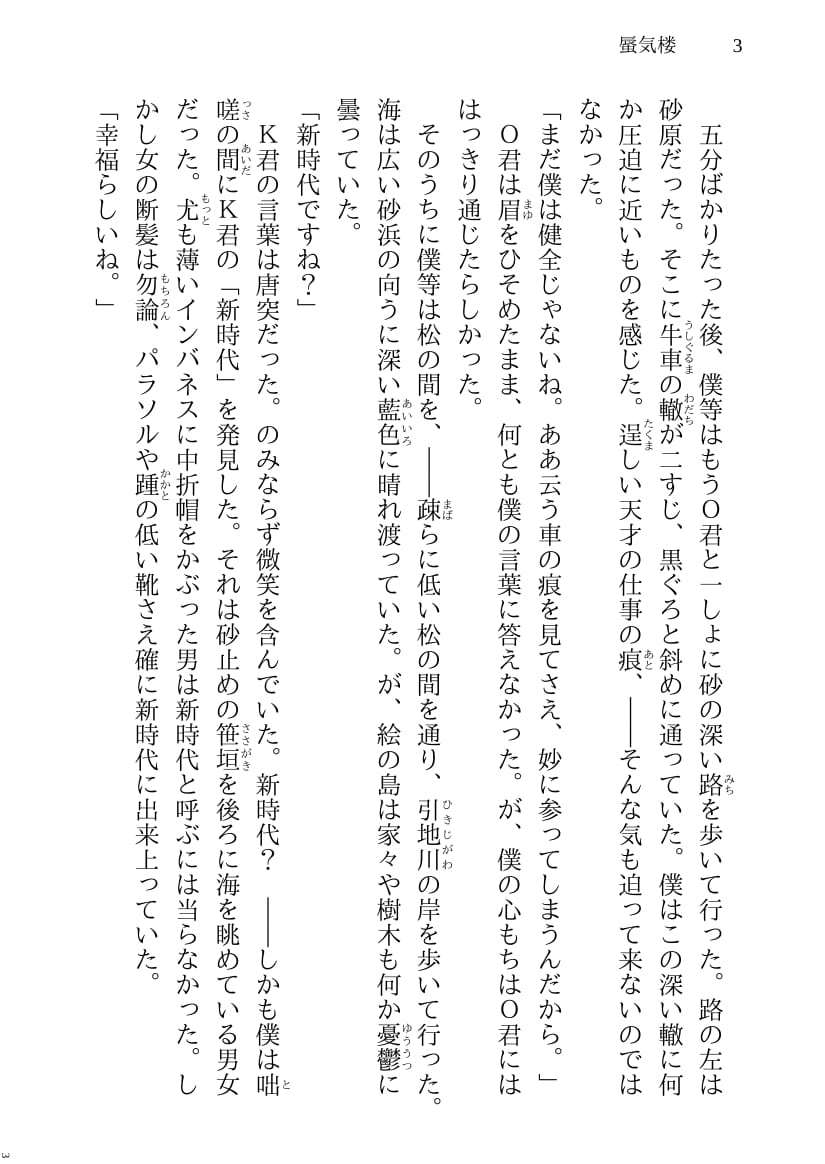 蜃気楼 3
五分ばかりたった後、僕等はもうO君と一しょに砂の深い路を歩いて行った。路の左は
砂原だった。そこに牛車の轍が二すじ、黒ぐろと斜めに通っていた。僕はこの深い轍に何
か圧迫に近いものを感じた。逞しい天才の仕事の痕、――そんな気も迫って来ないのでは
なかった。
「まだ僕は健全じゃないね。ああ云う車の痕を見てさえ、妙に参ってしまうんだから。」
O君は眉をひそめたまま、何とも僕の言葉に答えなかった。が、僕の心もちはO君には
はっきり通じたらしかった。
そのうちに僕等は松の間を、――疎らに低い松の間を通り、引地川の岸を歩いて行った。
海は広い砂浜の向うに深い藍色に晴れ渡っていた。が、絵の島は家々や樹木も何か憂鬱に
曇っていた。
「新時代ですね？」
K君の言葉は唐突だった。のみならず微笑を含んでいた。新時代？　――しかも僕は咄
嗟の間にK君の「新時代」を発見した。それは砂止めの笹垣を後ろに海を眺めている男女
だった。尤も薄いインバネスに中折帽をかぶった男は新時代と呼ぶには当らなかった。し
かし女の断髪は勿論、パラソルや踵の低い靴さえ確に新時代に出来上っていた。
「幸福らしいね。」
3